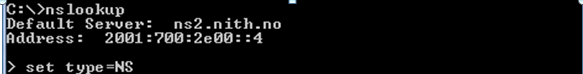 C:\>nslookup
Default Server:  ns2.nith.no
Address:  2001:700:2e00::4
> set type=NS